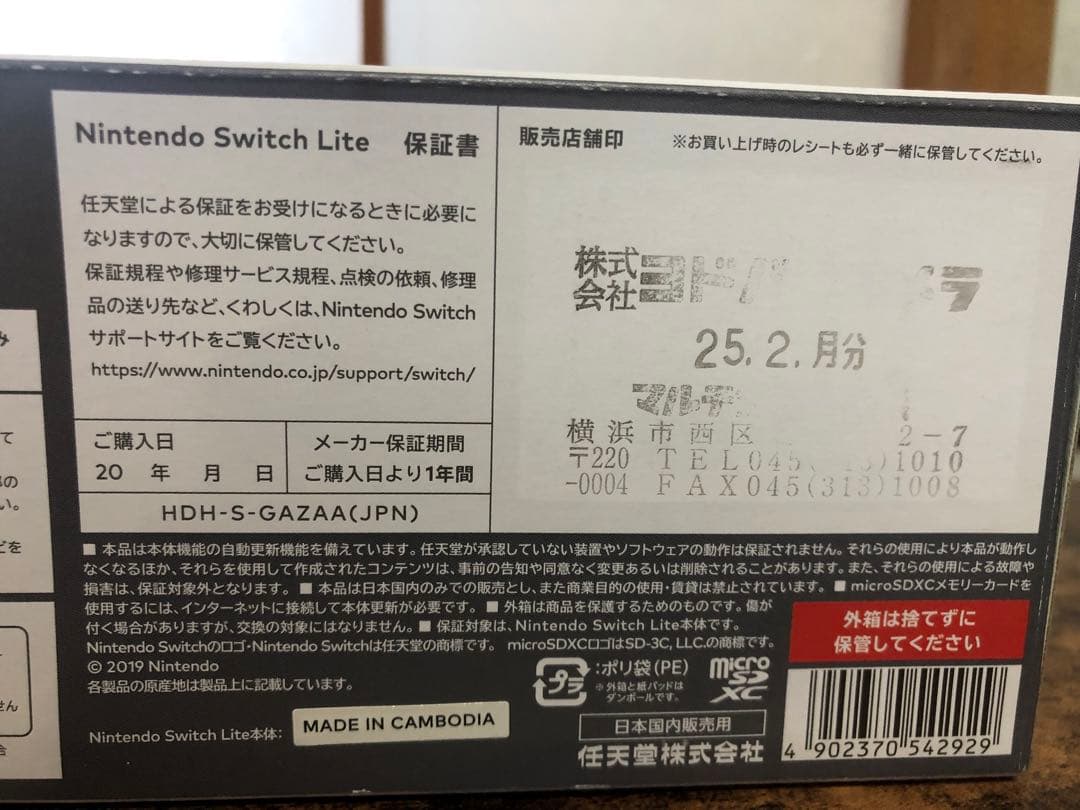 Nintendo Switch Lite 保証書
任天堂による保証をお受けになるときに必要に
なりますので、大切に保管してください。
保証規程や修理サービス規程、点検の依頼、修理
品の送り先など、くわしくは、Nintendo Switch
サポートサイトをご覧ください。
https://www.nintendo.co.jp/support/switch/
ご購入日
20 年 月 日
メーカー保証期間
ご購入日より1年間
HDH-S-GAZAA(JPN)
販売店舗印
※お買い上げ時のレシートも必ず一緒に保管してください。
株式
会社
ヨド ラ
25.2.月分
マルチ
横浜市西区 2-7
〒220 TEL045( )1010
-0004 FAX045(313)1008
■ 本品は本体機能の自動更新機能を備えています。任天堂が承認していない装置やソフトウェアの動作は保証されません。それらの使用により本品が動作し
なくなるほか、それらを使用して作成されたコンテンツは、事前の告知や同意なく変更あるいは削除されることがあります。また、それらの使用による故障や
損害は、保証対象外となります。 ■ 本品は日本国内のみでの販売とし、また商業目的の使用・賃貸は禁止されています。 ■ microSDXCメモリーカードを
使用するには、インターネットに接続して本体更新が必要です。 ■ 外箱は商品を保護するためのものです。傷が
付く場合がありますが、交換の対象にはなりません。 ■ 保証対象は、Nintendo Switch Lite本体です。
Nintendo Switchのロゴ・Nintendo Switchは任天堂の商標です。 microSDXCロゴはSD-3C, LLC.の商標です。
© 2019 Nintendo
各製品の原産地は製品上に記載しています。
Nintendo Switch Lite本体:
MADE IN CAMBODIA
プラ
:ポリ袋(PE)
※外箱と紙パッドは
ダンボールです。
micro
SD
XC
日本国内販売用
任天堂株式会社
外箱は捨てずに
保管してください
4 902370 542929
み
て
の
い。
どを
せん